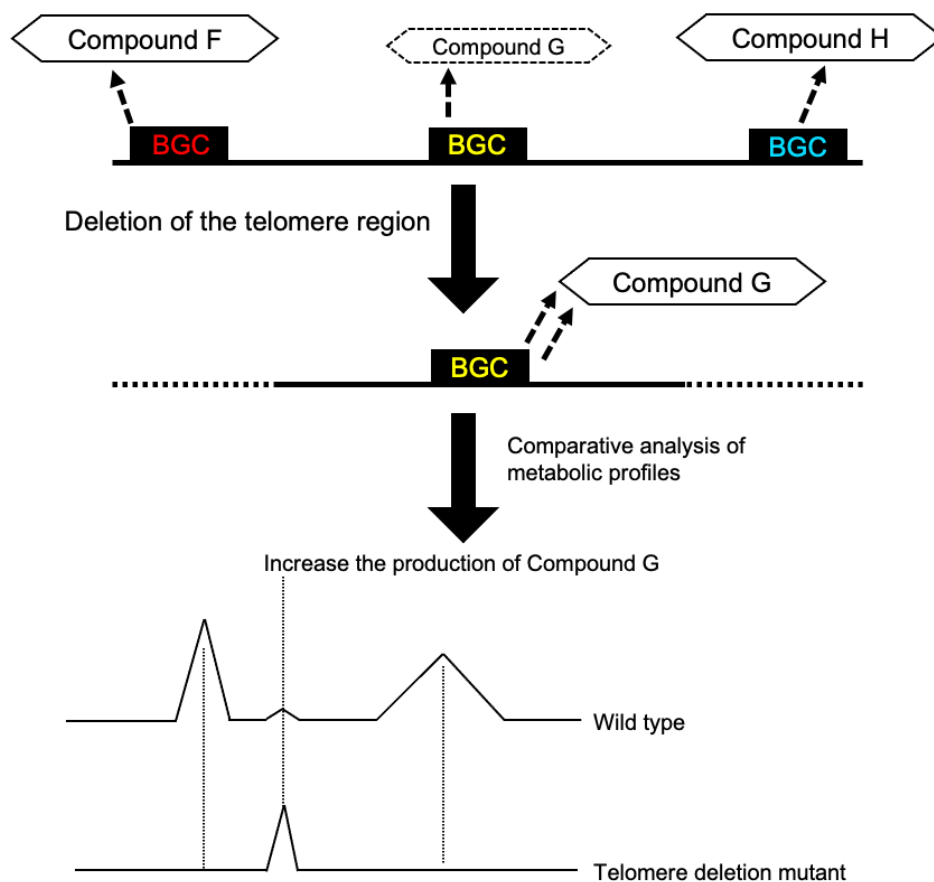 Compound F
Compound G
Compound H
BGC
BGC
BGC
Deletion of the telomere region
Compound G
BGC
Comparative analysis of
metabolic profiles
Increase the production of Compound G
Wild type
Telomere deletion mutant